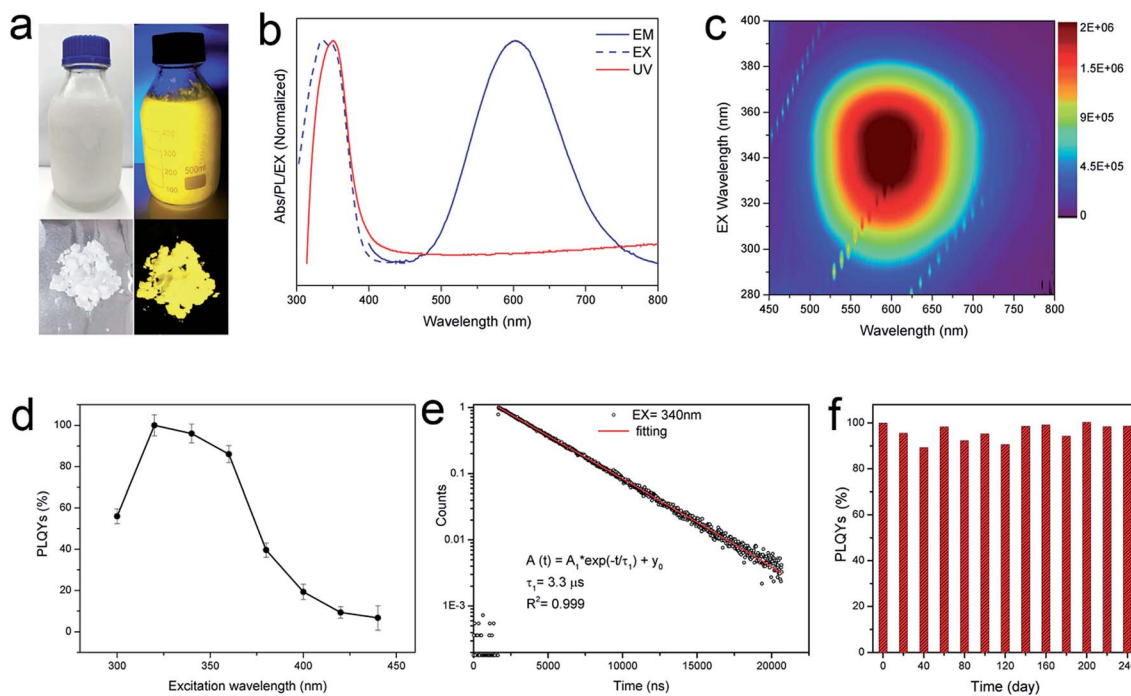 a
400
300
200
100
500ml
b
EM
EX
UV
Abs/PL/EX (Normalized)
300 400 500 600 700 800
Wavelength (nm)
c
400
380
360
340
320
300
280
EX Wavelength (nm)
450 500 550 600 650 700 750 800
Wavelength (nm)
2E+06
1.5E+06
9E+05
4.5E+05
0
d
100
80
60
40
20
0
PLQYs (%)
300 350 400 450
Excitation wavelength (nm)
e
1
0.1
0.01
1E-3
Counts
EX= 340nm
fitting
A (t) = A₁*exp(-t/τ₁) + y₀
τ₁= 3.3 μs
R²= 0.999
0 5000 10000 15000 20000
Time (ns)
f
100
80
60
40
20
0
PLQYs (%)
0 40 80 120 160 200 240
Time (day)